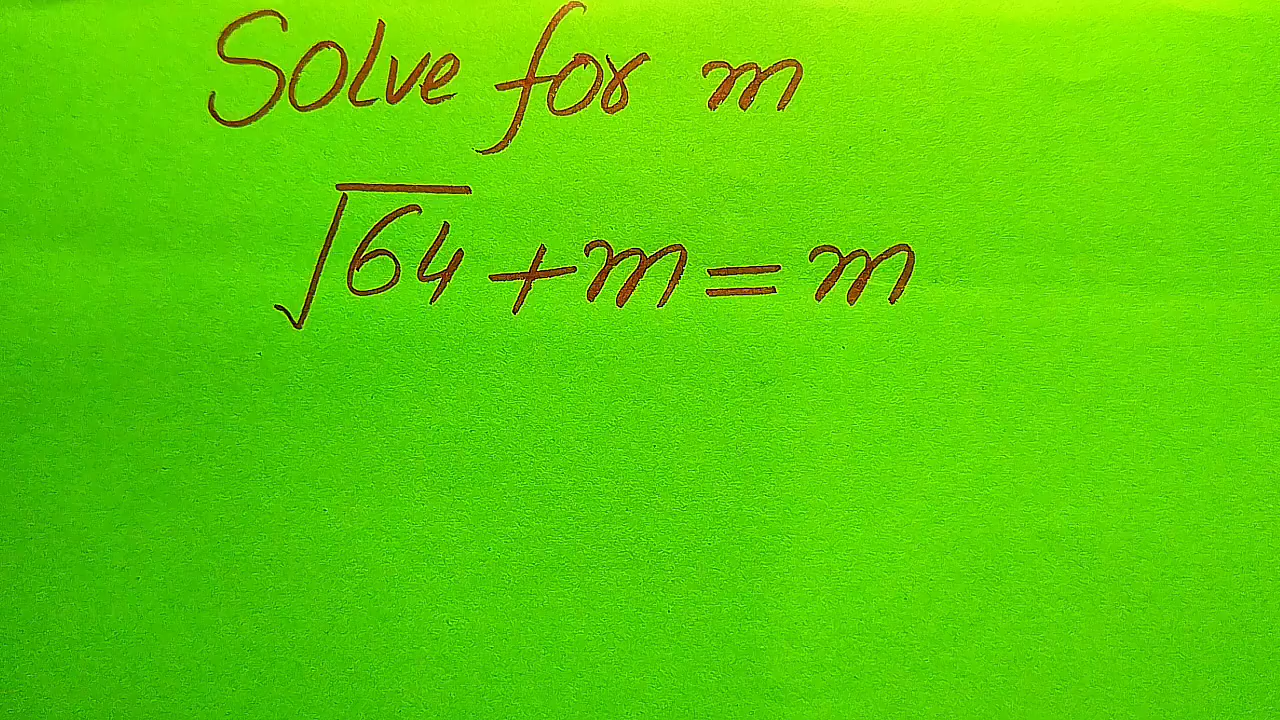 Solve for m
√64 + m = m